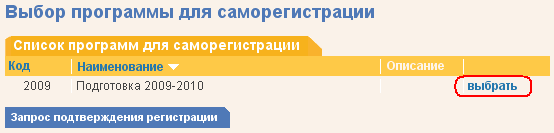 Выбор программы для саморегистрации
Список программ для саморегистрации
Код Наименование Описание
2009 Подготовка 2009-2010 выбрать
Запрос подтверждения регистрации